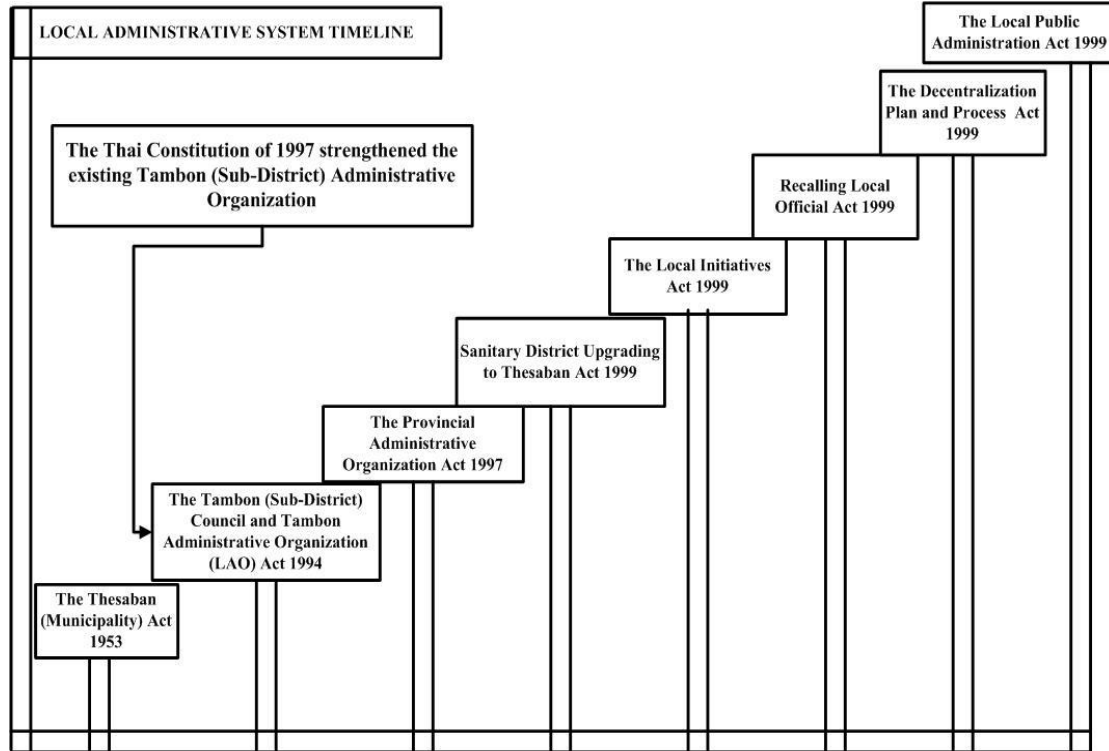 LOCAL ADMINISTRATIVE SYSTEM TIMELINE
The Local Public
Administration Act 1999
The Decentralization
Plan and Process Act
1999
The Thai Constitution of 1997 strengthened the
existing Tambon (Sub-District) Administrative
Organization
Recalling Local
Official Act 1999
The Local Initiatives
Act 1999
Sanitary District Upgrading
to Thesaban Act 1999
The Provincial
Administrative
Organization Act 1997
The Tambon (Sub-District)
Council and Tambon
Administrative Organization
(LAO) Act 1994
The Thesaban
(Municipality) Act
1953